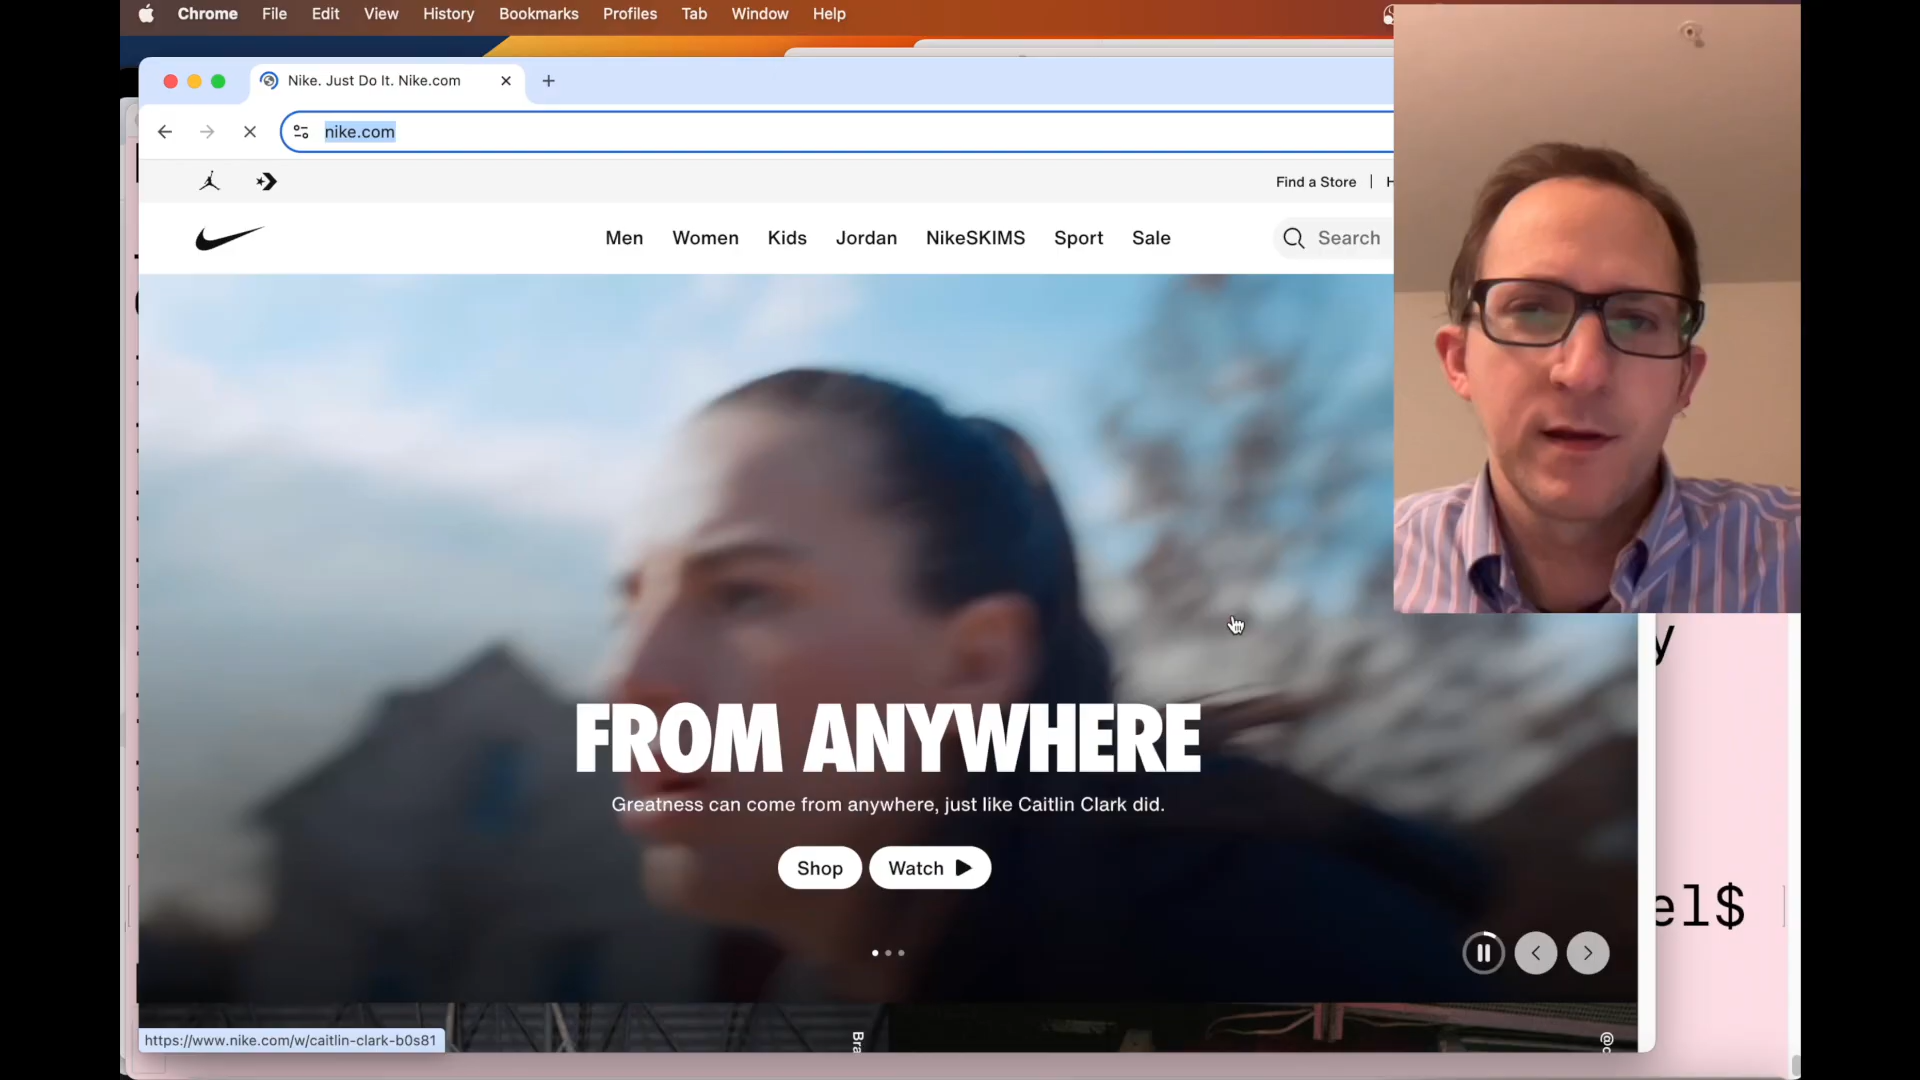 Chrome File Edit View History Bookmarks Profiles Tab Window Help
Nike. Just Do It. Nike.com
nike.com
Find a Store | H
Men Women Kids Jordan NikeSKIMS Sport Sale
Search
FROM ANYWHERE
Greatness can come from anywhere, just like Caitlin Clark did.
Shop Watch
y
el$
Bra
https://www.nike.com/w/caitlin-clark-b0s81